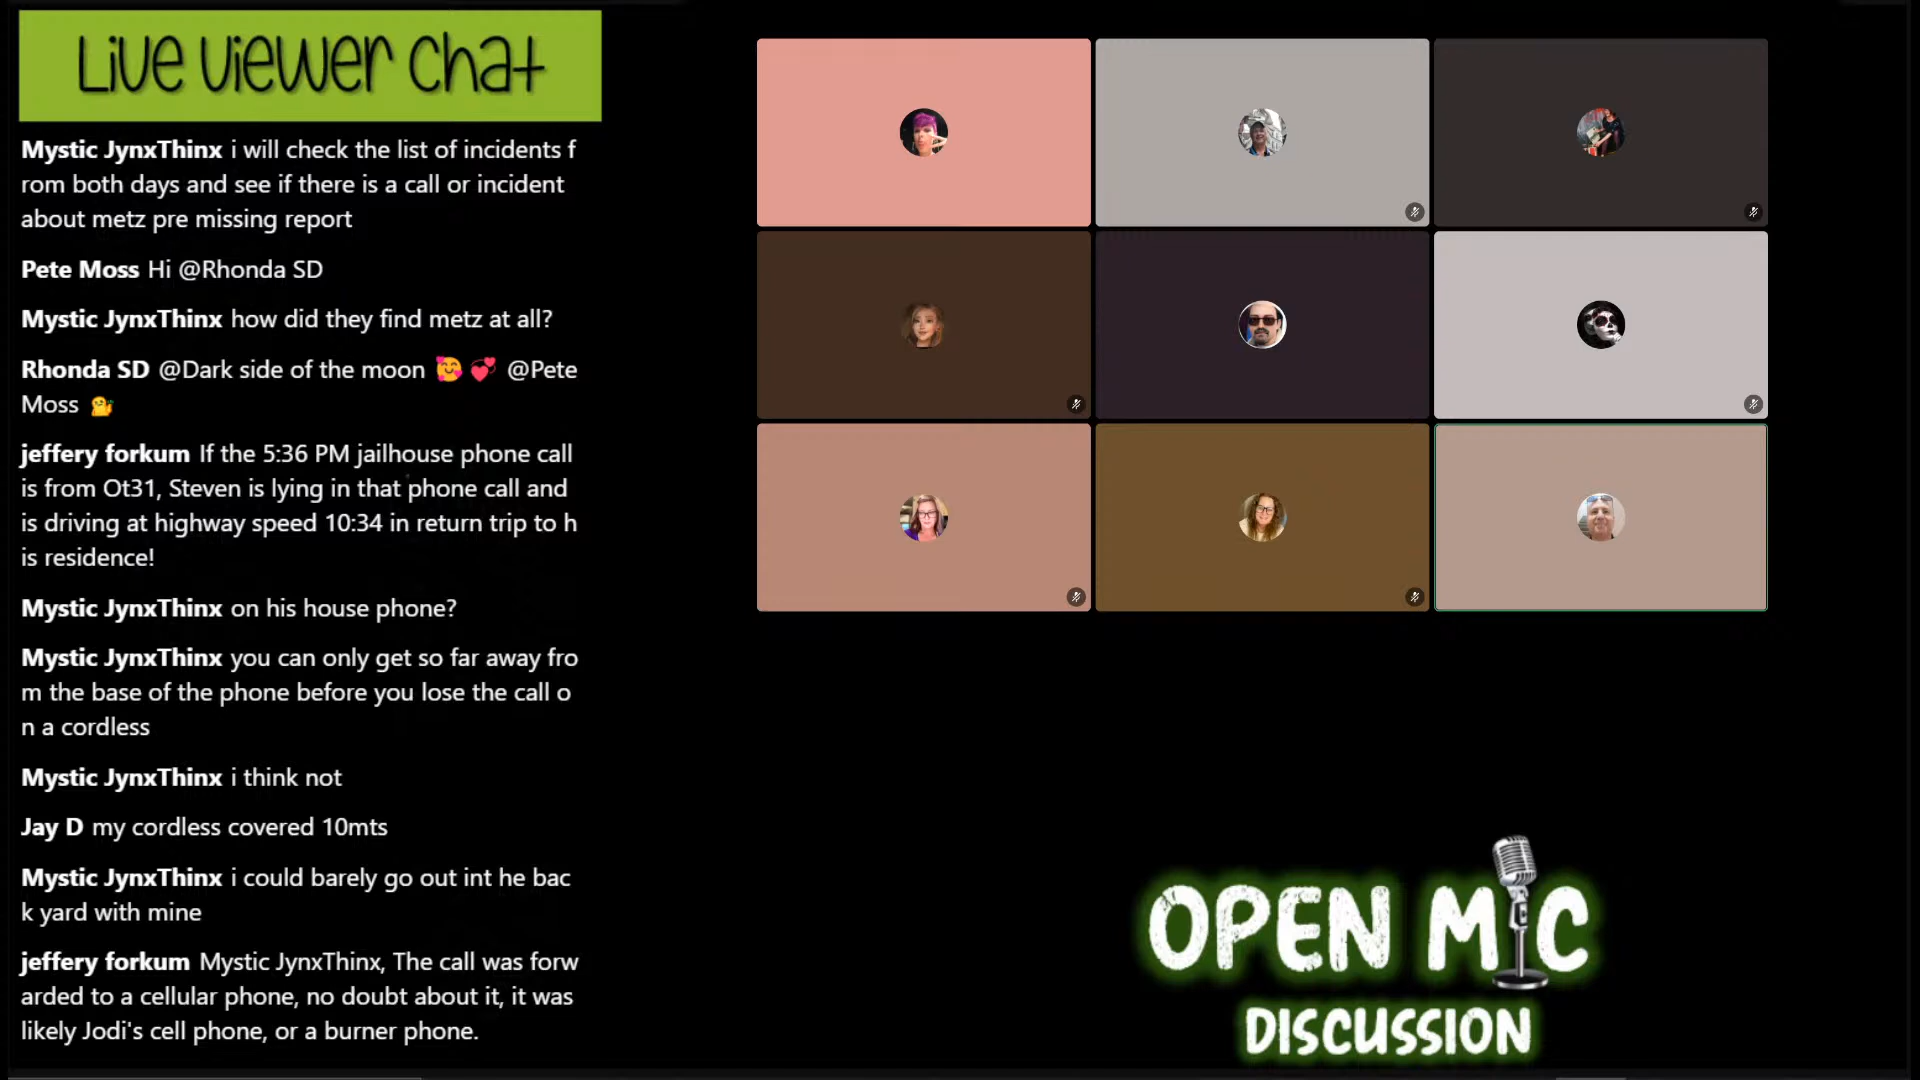 Live Viewer Chat
Mystic JynxThinx i will check the list of incidents f
rom both days and see if there is a call or incident
about metz pre missing report
Pete Moss Hi @Rhonda SD
Mystic JynxThinx how did they find metz at all?
Rhonda SD @Dark side of the moon 🥰 💞 @Pete
Moss 👋
jeffery forkum If the 5:36 PM jailhouse phone call
is from Ot31, Steven is lying in that phone call and
is driving at highway speed 10:34 in return trip to h
is residence!
Mystic JynxThinx on his house phone?
Mystic JynxThinx you can only get so far away fro
m the base of the phone before you lose the call o
n a cordless
Mystic JynxThinx i think not
Jay D my cordless covered 10mts
Mystic JynxThinx i could barely go out int he bac
k yard with mine
jeffery forkum Mystic JynxThinx, The call was forw
arded to a cellular phone, no doubt about it, it was
likely Jodi's cell phone, or a burner phone.
OPEN MIC
DISCUSSION